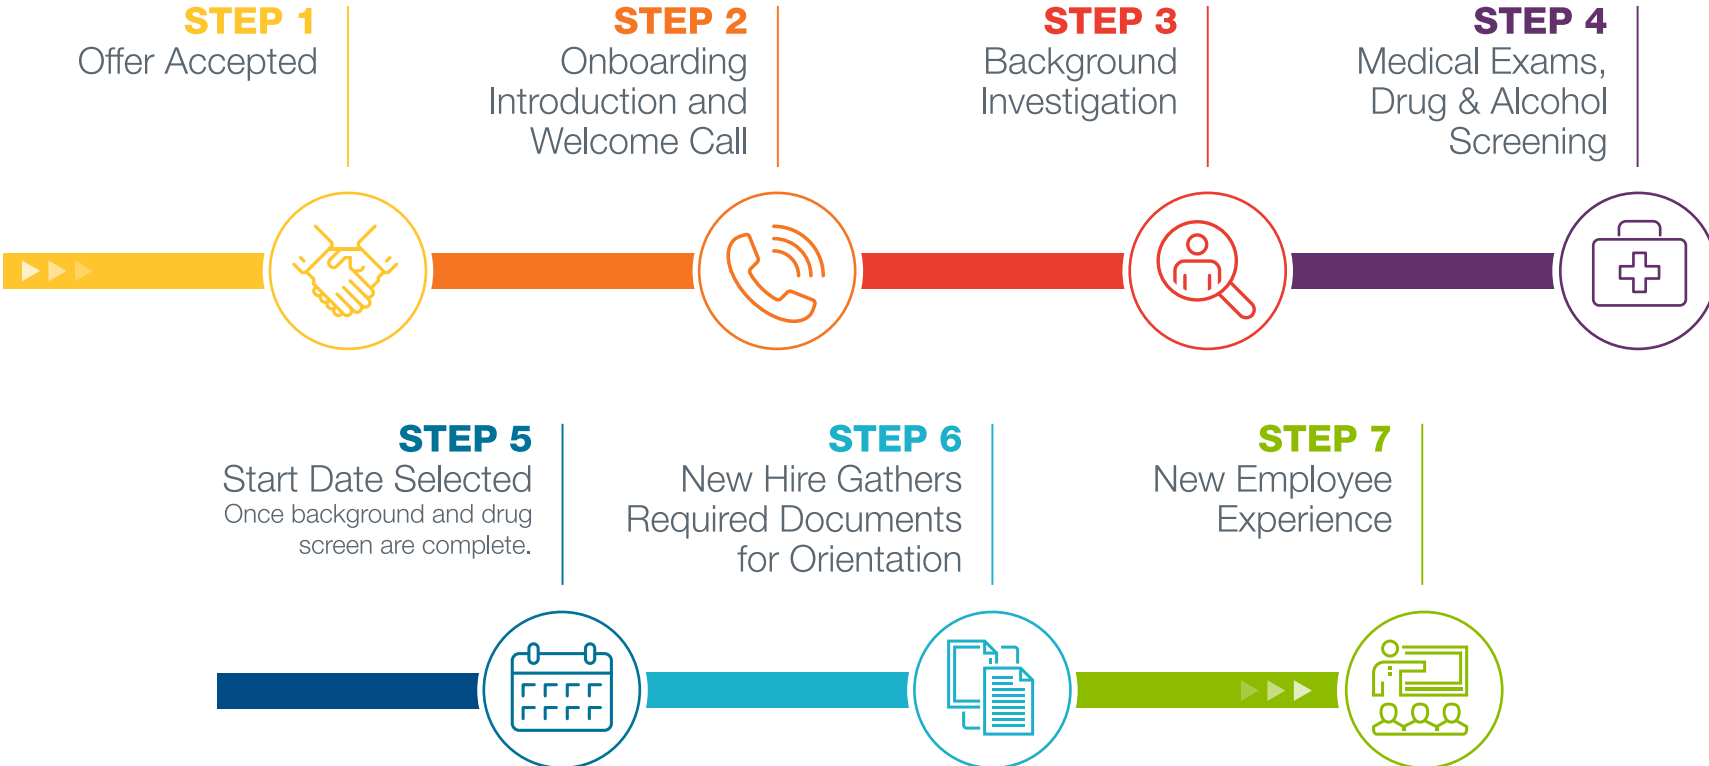 STEP 1
Offer Accepted
STEP 2
Onboarding
Introduction and
Welcome Call
STEP 3
Background
Investigation
STEP 4
Medical Exams,
Drug & Alcohol
Screening
STEP 5
Start Date Selected
Once background and drug
screen are complete.
STEP 6
New Hire Gathers
Required Documents
for Orientation
STEP 7
New Employee
Experience